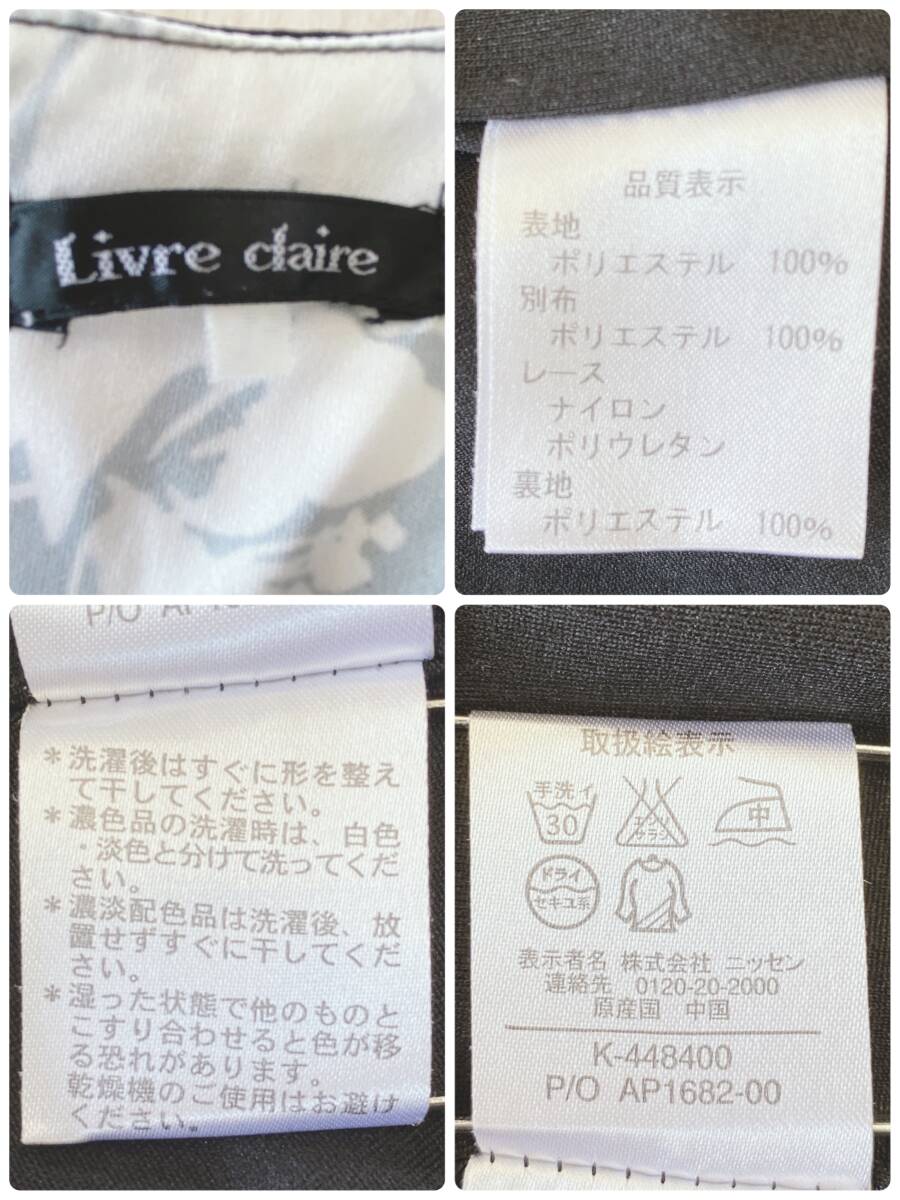 Livre claire
品質表示
表地
ポリエステル 100%
別布
ポリエステル 100%
レース
ナイロン
ポリウレタン
裏地
ポリエステル 100%
P/O
*洗濯後はすぐに形を整え
て干してください。
*濃色品の洗濯時は、白色
・淡色と分けて洗ってくだ
さい。
*濃淡配色品は洗濯後、放
置せずすぐに干してくだ
さい。
*湿った状態で他のものと
こすり合わせると色が移
る恐れがあります。
乾燥機のご使用はお避け
ください。
取扱絵表示
手洗イ
30
エンソ
サラシ
中
ドライ
セキユ系
表示者名 株式会社 ニッセン
連絡先 0120-20-2000
原産国 中国
K-448400
P/O AP1682-00